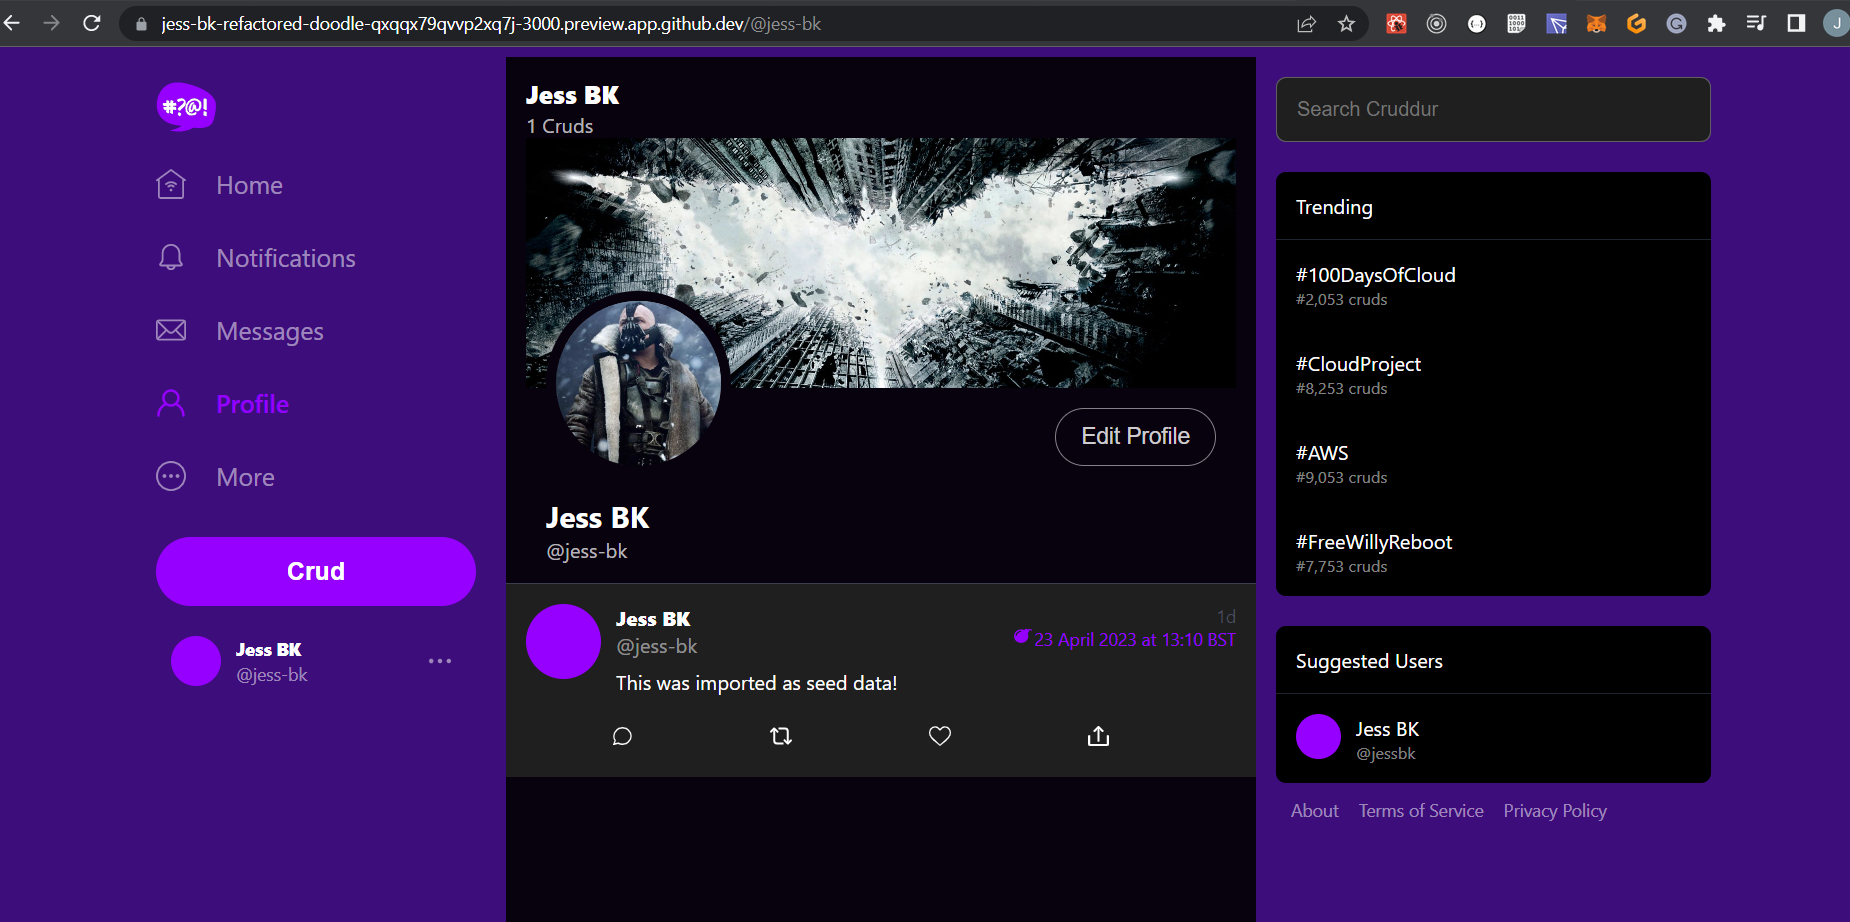 jess-bk-refactored-doodle-qxqqx79qvvp2xq7j-3000.preview.app.github.dev/@jess-bk
J
#?@!
Home
Notifications
Messages
Profile
More
Crud
Jess BK
@jess-bk
Jess BK
1 Cruds
Edit Profile
Jess BK
@jess-bk
Jess BK
1d
@jess-bk
23 April 2023 at 13:10 BST
This was imported as seed data!
Search Cruddur
Trending
#100DaysOfCloud
#2,053 cruds
#CloudProject
#8,253 cruds
#AWS
#9,053 cruds
#FreeWillyReboot
#7,753 cruds
Suggested Users
Jess BK
@jessbk
About Terms of Service Privacy Policy